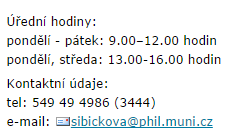 Úřední hodiny:
pondělí - pátek: 9.00–12.00 hodin
pondělí, středa: 13.00-16.00 hodin
Kontaktní údaje:
tel: 549 49 4986 (3444)
e-mail: sibickova@phil.muni.cz